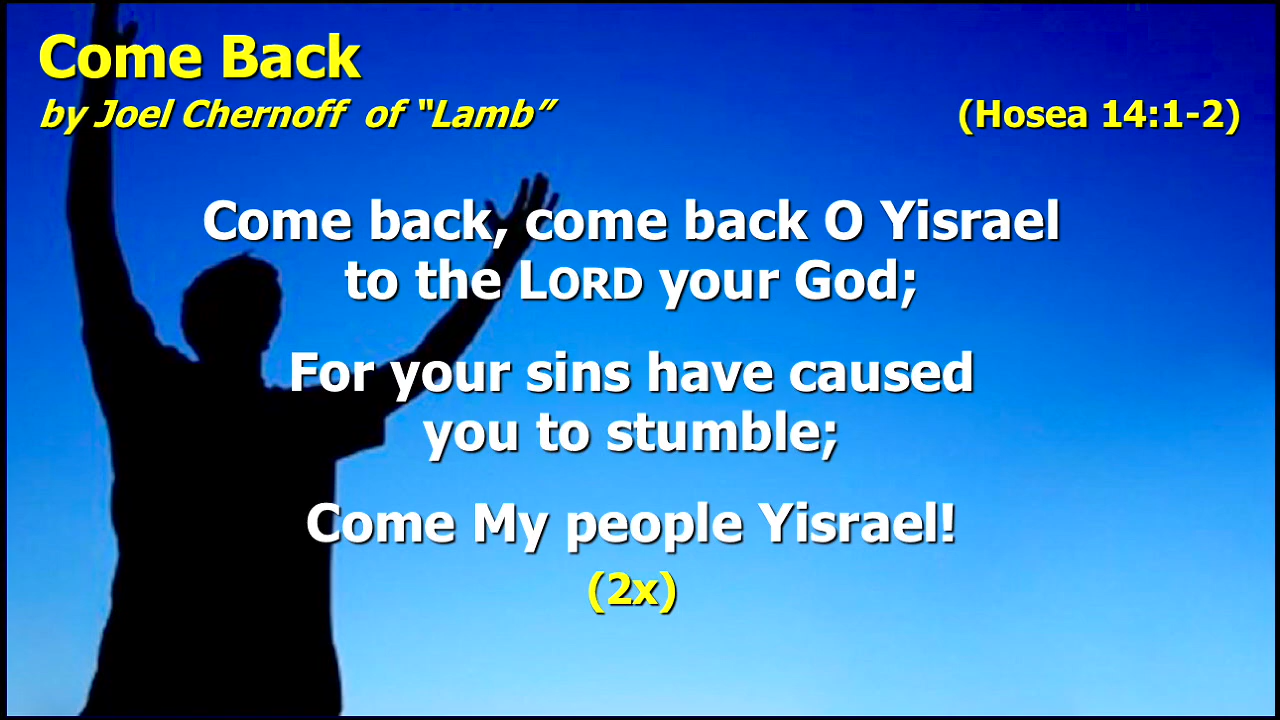 Come Back
by Joel Chernoff of “Lamb”
(Hosea 14:1-2)
Come back, come back O Yisrael
to the LORD your God;
For your sins have caused
you to stumble;
Come My people Yisrael!
(2x)